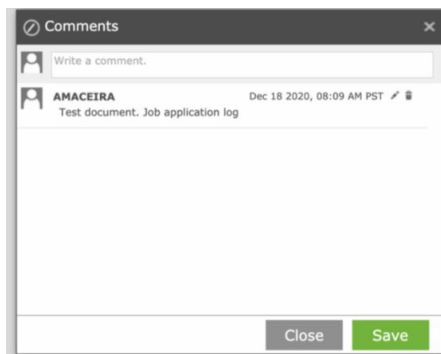 Comments
Write a comment.
AMACEIRA Dec 18 2020, 08:09 AM PST
Test document. Job application log
Close Save